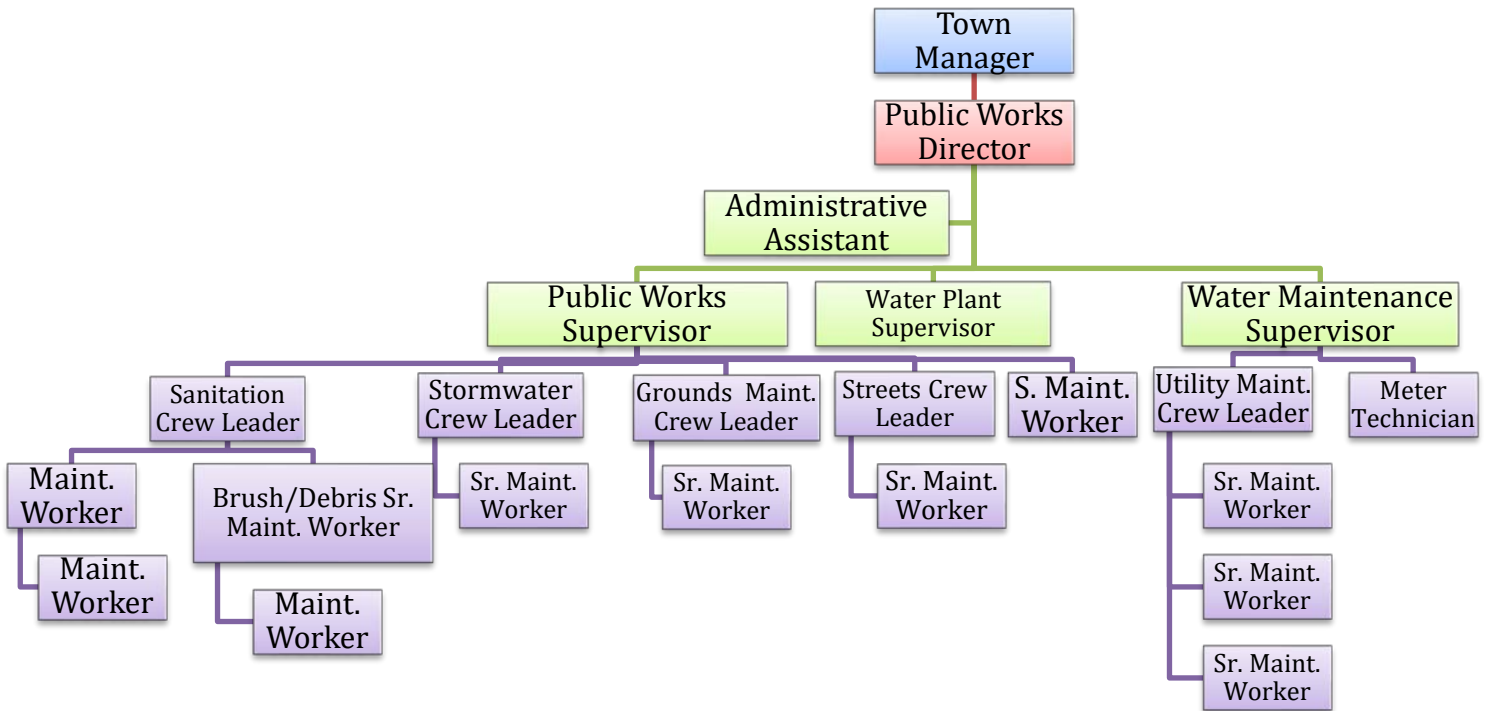 Town
Manager
Public Works
Director
Administrative
Assistant
Public Works
Supervisor
Water Plant
Supervisor
Water Maintenance
Supervisor
Sanitation
Crew Leader
Stormwater
Crew Leader
Grounds Maint.
Crew Leader
Streets Crew
Leader
S. Maint.
Worker
Utility Maint.
Crew Leader
Meter
Technician
Maint.
Worker
Brush/Debris Sr.
Maint. Worker
Sr. Maint.
Worker
Sr. Maint.
Worker
Sr. Maint.
Worker
Sr. Maint.
Worker
Maint.
Worker
Maint.
Worker
Sr. Maint.
Worker
Sr. Maint.
Worker